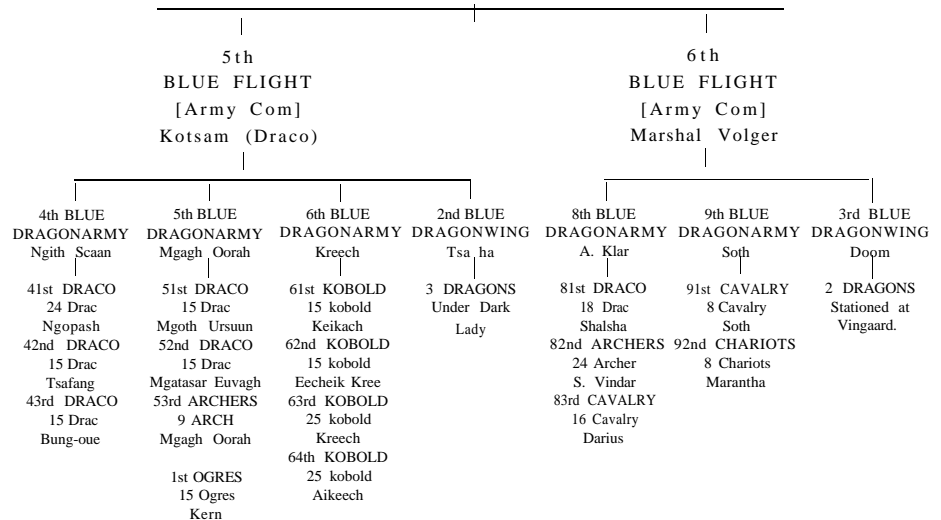 5th
BLUE FLIGHT
[Army Com]
Kotsam (Draco)
6th
BLUE FLIGHT
[Army Com]
Marshal Volger
4th BLUE
DRAGONARMY
Ngith Scaan
41st DRACO
24 Drac
Ngopash
42nd DRACO
15 Drac
Tsafang
43rd DRACO
15 Drac
Bung-oue
5th BLUE
DRAGONARMY
Mgagh Oorah
51st DRACO
15 Drac
Mgoth Ursuun
52nd DRACO
15 Drac
Mgatasar Euvagh
53rd ARCHERS
9 ARCH
Mgagh Oorah
1st OGRES
15 Ogres
Kern
6th BLUE
DRAGONARMY
Kreech
61st KOBOLD
15 kobold
Keikach
62nd KOBOLD
15 kobold
Eecheik Kree
63rd KOBOLD
25 kobold
Kreech
64th KOBOLD
25 kobold
Aikeech
2nd BLUE
DRAGONWING
Tsa ha
3 DRAGONS
Under Dark
Lady
8th BLUE
DRAGONARMY
A. Klar
81st DRACO
18 Drac
Shalsha
82nd ARCHERS
24 Archer
S. Vindar
83rd CAVALRY
16 Cavalry
Darius
9th BLUE
DRAGONARMY
Soth
91st CAVALRY
8 Cavalry
Soth
92nd CHARIOTS
8 Chariots
Marantha
3rd BLUE
DRAGONWING
Doom
2 DRAGONS
Stationed at
Vingaard.